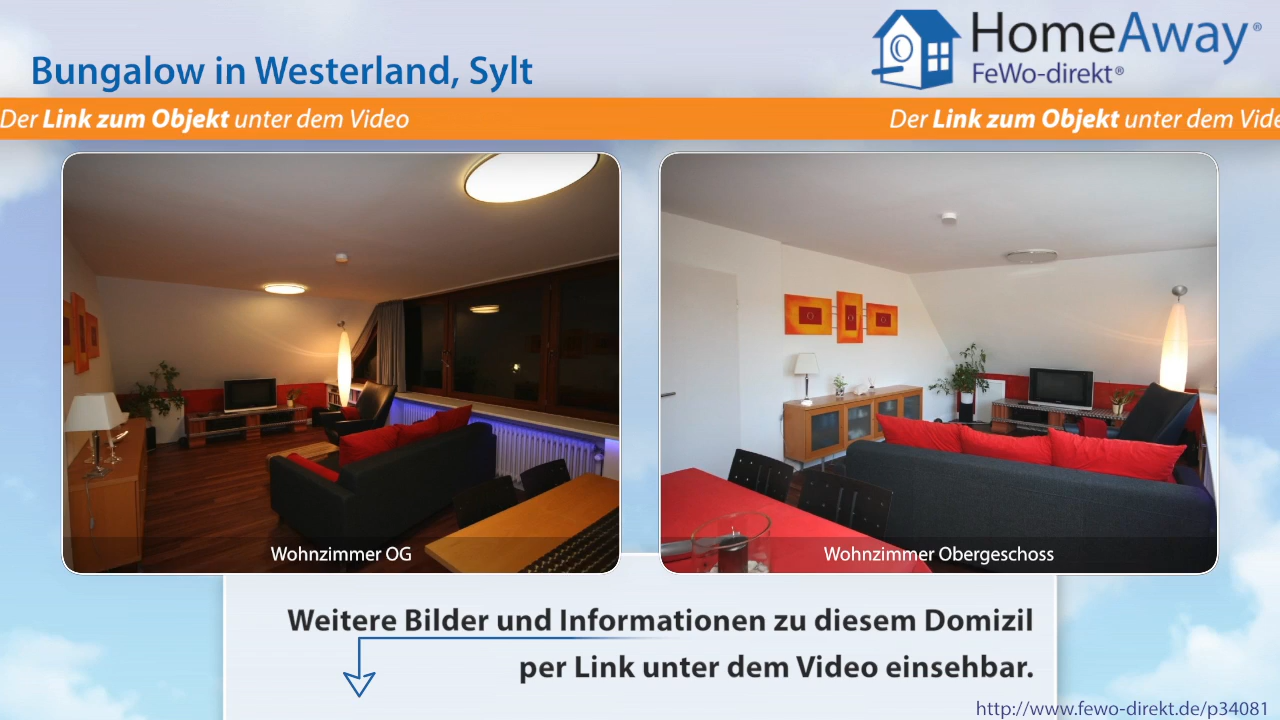 HomeAway®
FeWo-direkt®
Bungalow in Westerland, Sylt
Der Link zum Objekt unter dem Video
Der Link zum Objekt unter dem Vide
Wohnzimmer OG
Wohnzimmer Obergeschoss
Weitere Bilder und Informationen zu diesem Domizil
per Link unter dem Video einsehbar.
http://www.fewo-direkt.de/p34081